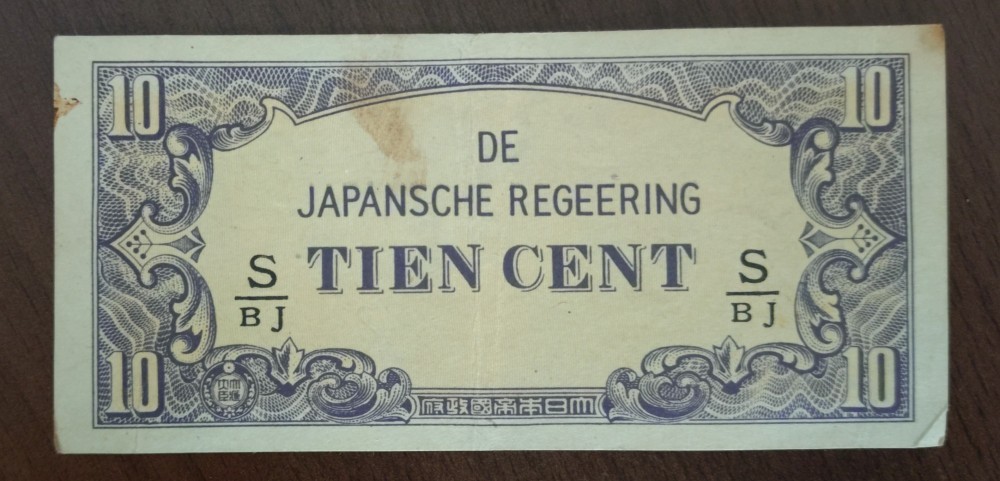 10 10
DE
JAPANSCHE REGEERING
TIEN CENT
S/BJ S/BJ
10 10
府政國帝本日大